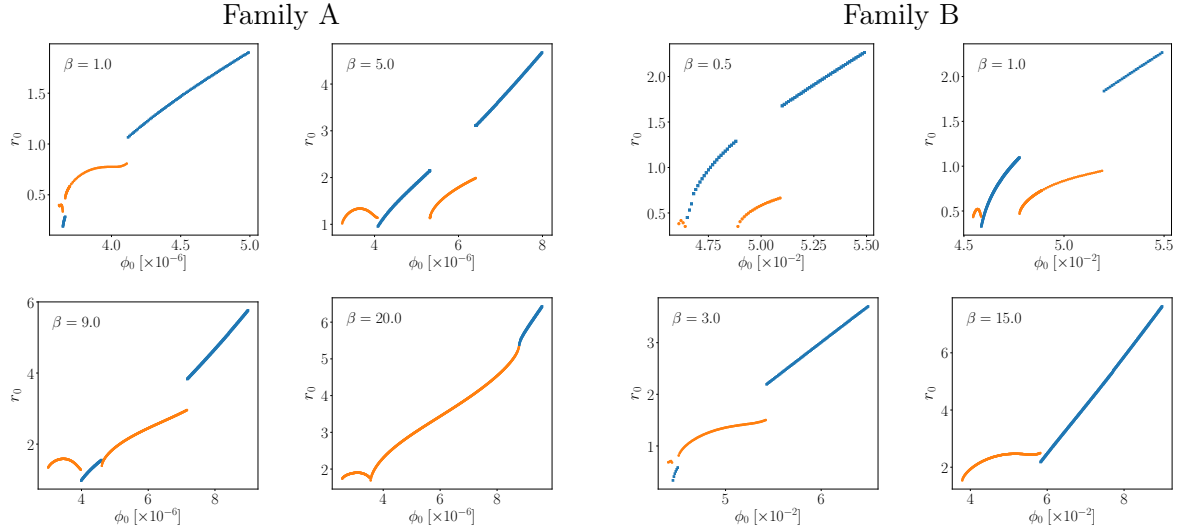 Family A
Family B
β = 1.0
r₀
1.5
1.0
0.5
4.0
4.5
5.0
ϕ₀ [×10⁻⁶]
β = 5.0
r₀
4
3
2
1
4
6
8
ϕ₀ [×10⁻⁶]
β = 0.5
r₀
2.0
1.5
1.0
0.5
4.75
5.00
5.25
5.50
ϕ₀ [×10⁻²]
β = 1.0
r₀
2.0
1.5
1.0
0.5
4.5
5.0
5.5
ϕ₀ [×10⁻²]
β = 9.0
r₀
6
4
2
4
6
8
ϕ₀ [×10⁻⁶]
β = 20.0
r₀
6
5
4
3
2
4
6
8
ϕ₀ [×10⁻⁶]
β = 3.0
r₀
3
2
1
5
6
ϕ₀ [×10⁻²]
β = 15.0
r₀
6
4
2
4
6
8
ϕ₀ [×10⁻²]